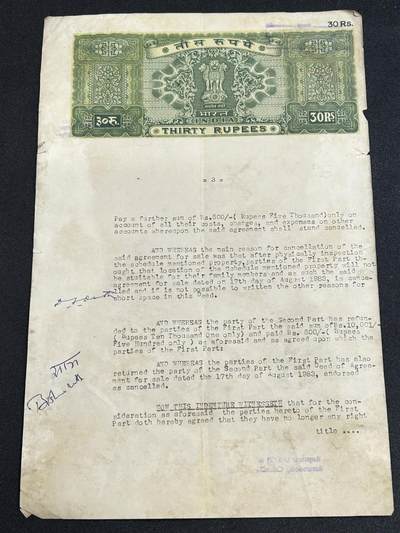 30 Rs.
तीस रुपये
भारत
INDIA
३०रु.
30RS
THIRTY RUPEES
= 2 =
Pay a further sum of Rs.500/-( Rupees Five Thousand)only on
account of all their costs, charges, and expenses on other
accounts whereupon the said agreement shall stand cancelled.
AND WHEREAS the main reason for cancellation of the
said agreement for sale was that after physically inspection
the schedule mentioned property, parties of the First Part
ought that location of the Schedule mentioned property will not
be suitable for their family members and as such the said
agreement for sale dated on 17th day of August 1983, is cance-
lled and if is not possible to written the other reasons for
short space in this Deed.
AND WHEREAS the party of the Second Part has refun-
ded to the parties of the First Part the said sum of Rs.10,001/-
( Rupees Ten Thousand One only) and paid Rs. 500/-( Rupees
Five Hundred only ) as aforesaid and as agreed upon which the
parties of the First Part:
AND WHEREAS the parties of the First Part has also
returned the party of the Second Part the said Deed of Agree-
ment for sale dated the 17th day of August 1983, endorsed
as cancelled.
NOW THIS INDENTURE WITNESSETH that for the con-
sideration as aforesaid the parties hereto of the First
Part doth hereby agreed that they have no longer any right
title ....